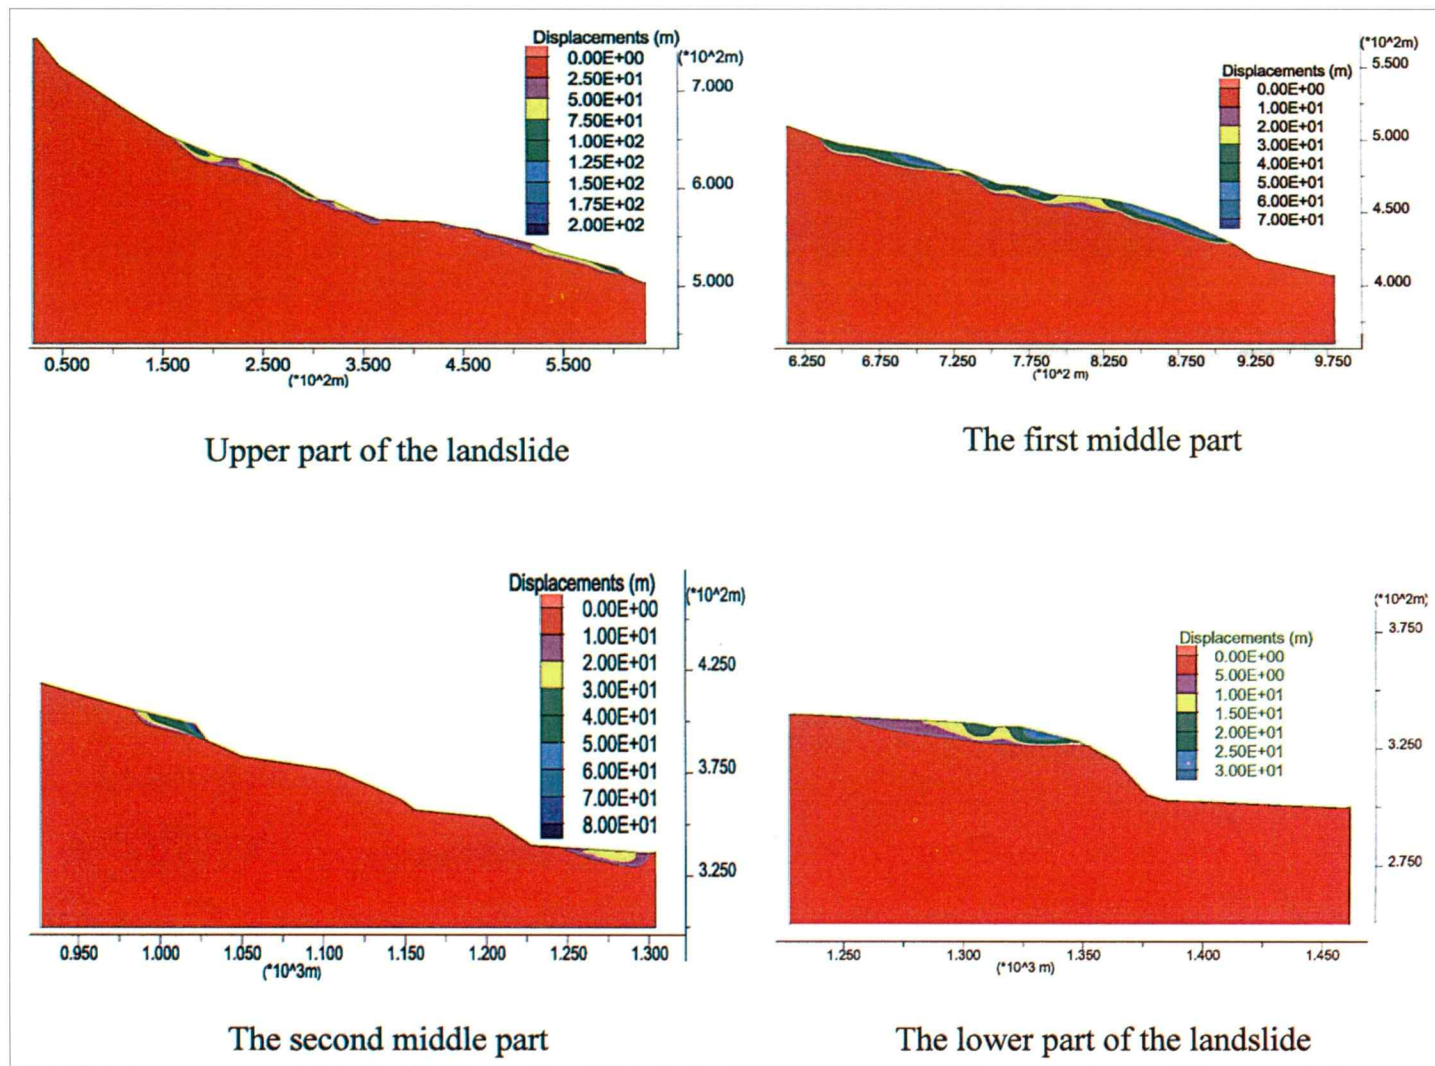 Displacements (m)
0.00E+00
2.50E+01
5.00E+01
7.50E+01
1.00E+02
1.25E+02
1.50E+02
1.75E+02
2.00E+02
(*10^2m)
7.000
6.000
5.000
0.500 1.500 2.500 3.500 4.500 5.500
(*10^2m)
Upper part of the landslide
Displacements (m)
0.00E+00
1.00E+01
2.00E+01
3.00E+01
4.00E+01
5.00E+01
6.00E+01
7.00E+01
(*10^2m)
5.500
5.000
4.500
4.000
6.250 6.750 7.250 7.750 8.250 8.750 9.250 9.750
(*10^2 m)
The first middle part
Displacements (m)
0.00E+00
1.00E+01
2.00E+01
3.00E+01
4.00E+01
5.00E+01
6.00E+01
7.00E+01
8.00E+01
(*10^2m)
4.250
3.750
3.250
0.950 1.000 1.050 1.100 1.150 1.200 1.250 1.300
(*10^3m)
The second middle part
Displacements (m)
0.00E+00
5.00E+00
1.00E+01
1.50E+01
2.00E+01
2.50E+01
3.00E+01
(*10^2m)
3.750
3.250
2.750
1.250 1.300 1.350 1.400 1.450
(*10^3 m)
The lower part of the landslide